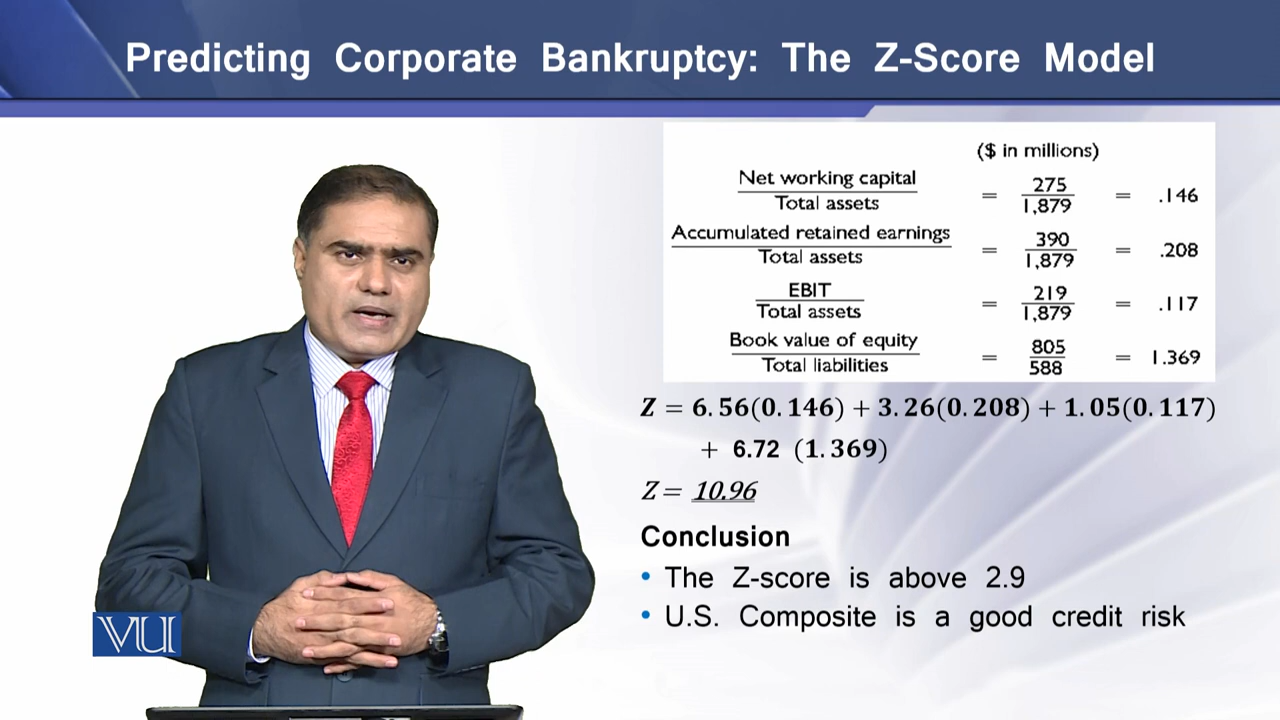 Predicting Corporate Bankruptcy: The Z-Score Model
($ in millions)
Net working capital / Total assets = 275 / 1,879 = .146
Accumulated retained earnings / Total assets = 390 / 1,879 = .208
EBIT / Total assets = 219 / 1,879 = .117
Book value of equity / Total liabilities = 805 / 588 = 1.369
Z = 6.56(0.146) + 3.26(0.208) + 1.05(0.117)
+ 6.72 (1.369)
Z = 10.96
Conclusion
• The Z-score is above 2.9
• U.S. Composite is a good credit risk
VU